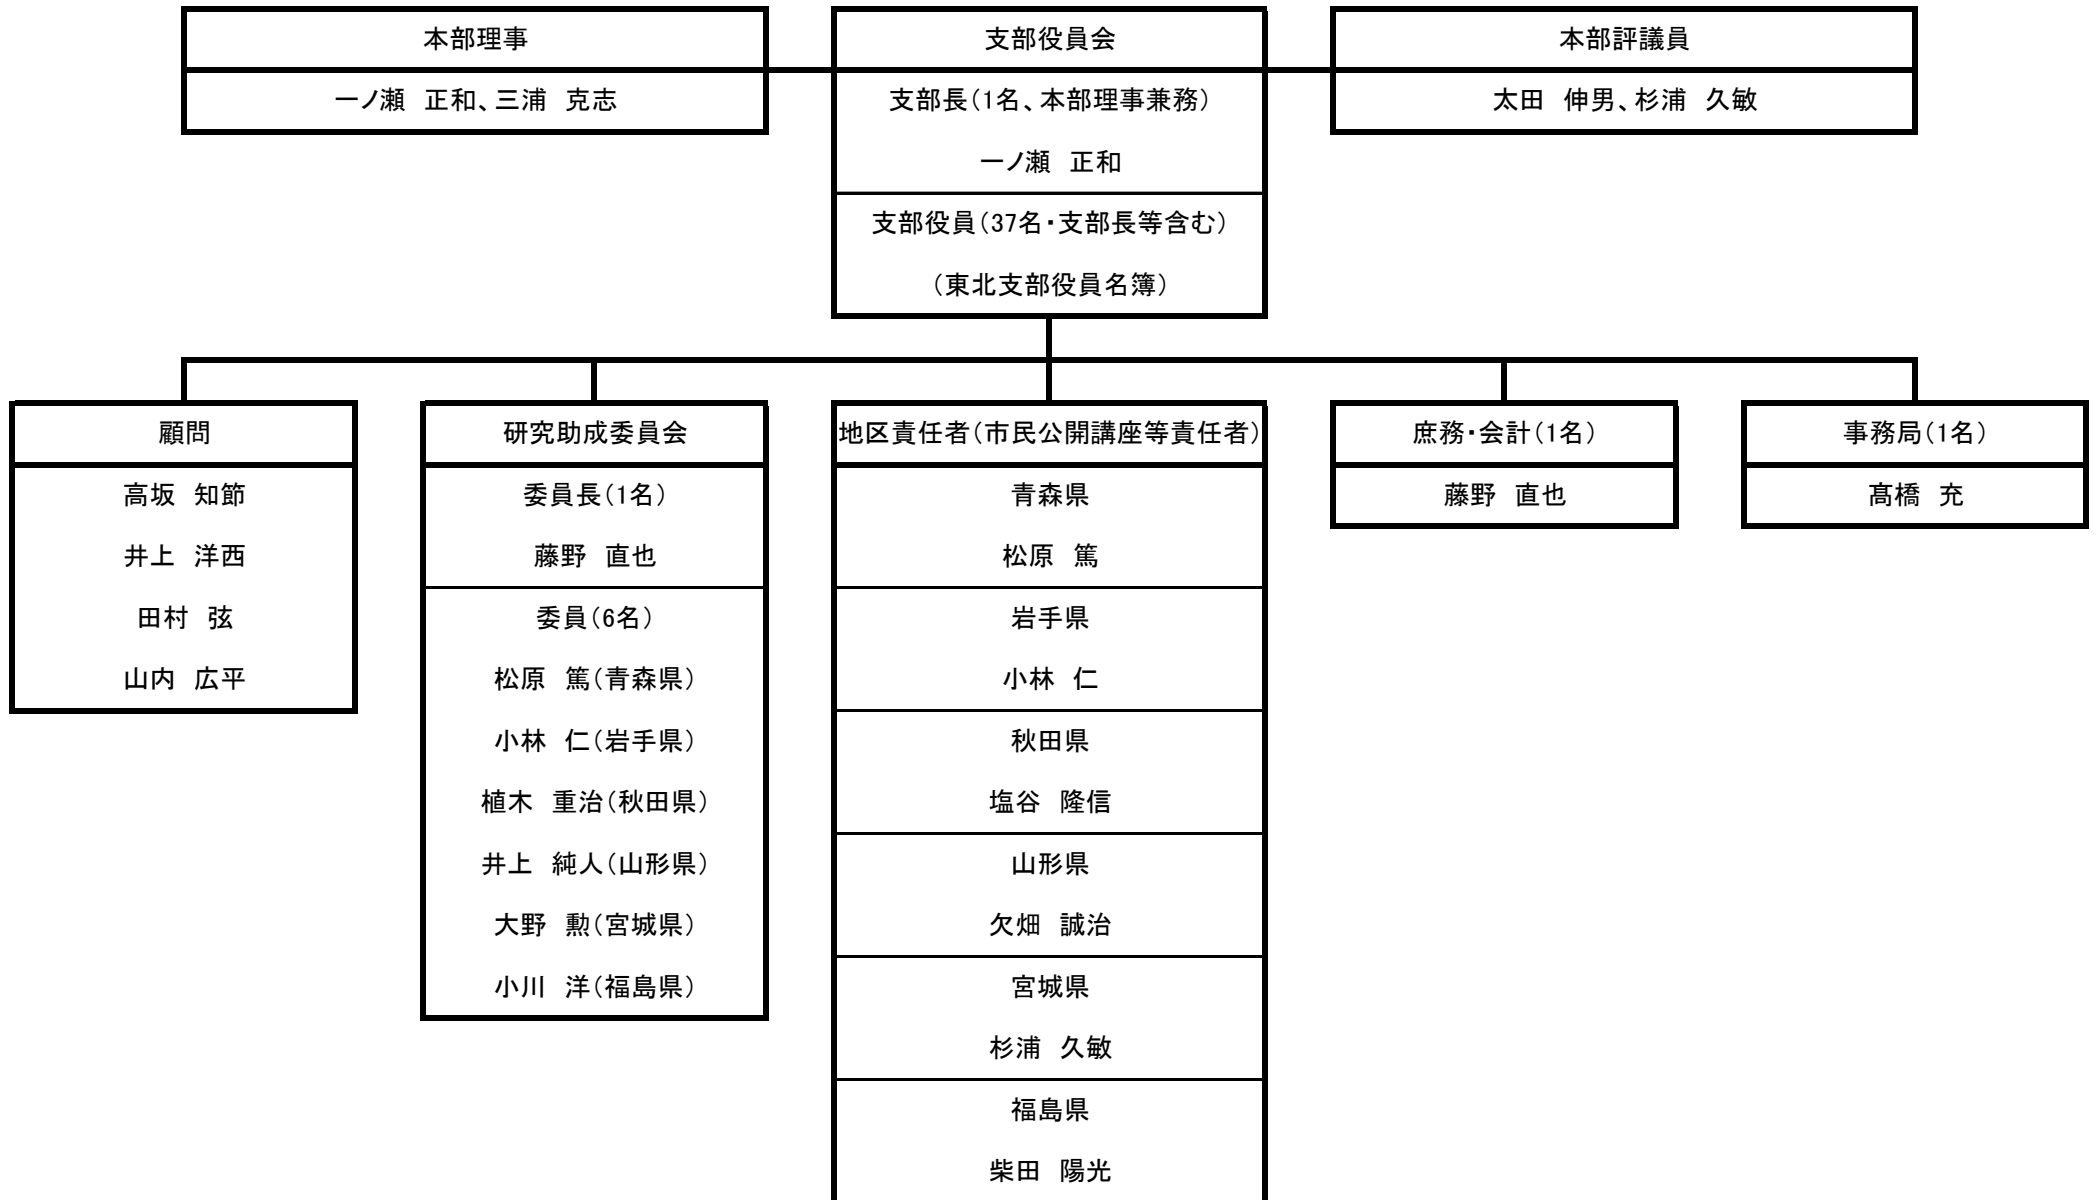 本部理事
一ノ瀬　正和、三浦　克志
支部役員会
支部長(1名、本部理事兼務)
一ノ瀬　正和
支部役員(37名・支部長等含む)
(東北支部役員名簿)
本部評議員
太田　伸男、杉浦　久敏
顧問
高坂　知節
井上　洋西
田村　弦
山内　広平
研究助成委員会
委員長(1名)
藤野　直也
委員(6名)
松原　篤(青森県)
小林　仁(岩手県)
植木　重治(秋田県)
井上　純人(山形県)
大野　勲(宮城県)
小川　洋(福島県)
地区責任者(市民公開講座等責任者)
青森県
松原　篤
岩手県
小林　仁
秋田県
塩谷　隆信
山形県
欠畑　誠治
宮城県
杉浦　久敏
福島県
柴田　陽光
庶務・会計(1名)
藤野　直也
事務局(1名)
髙橋　充